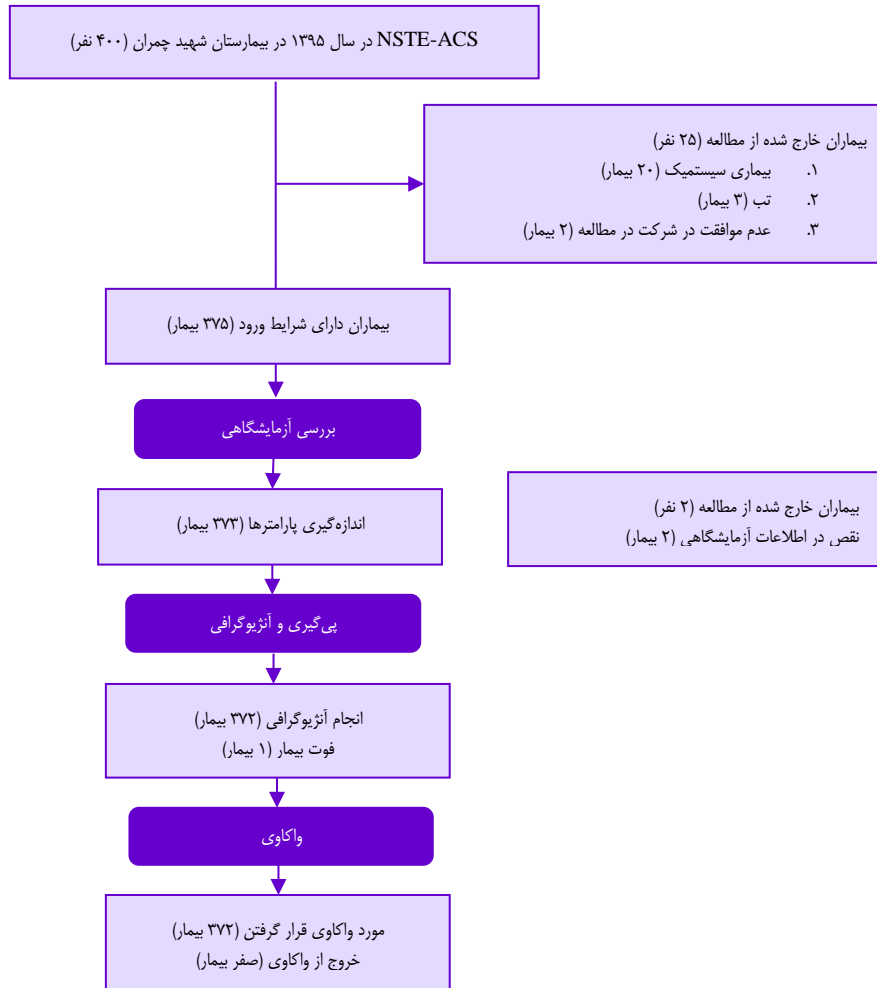 NSTE-ACS در سال ۱۳۹۵ در بیمارستان شهید چمران (۴۰۰ نفر)
بیماران خارج شده از مطالعه (۲۵ نفر)
۱. بیماری سیستمیک (۲۰ بیمار)
۲. تب (۳ بیمار)
۳. عدم موافقت در شرکت در مطالعه (۲ بیمار)
بیماران دارای شرایط ورود (۳۷۵ بیمار)
بررسی آزمایشگاهی
اندازه‌گیری پارامترها (۳۷۳ بیمار)
بیماران خارج شده از مطالعه (۲ نفر)
نقص در اطلاعات آزمایشگاهی (۲ بیمار)
پی‌گیری و آنژیوگرافی
انجام آنژیوگرافی (۳۷۲ بیمار)
فوت بیمار (۱ بیمار)
واکاوی
مورد واکاوی قرار گرفتن (۳۷۲ بیمار)
خروج از واکاوی (صفر بیمار)